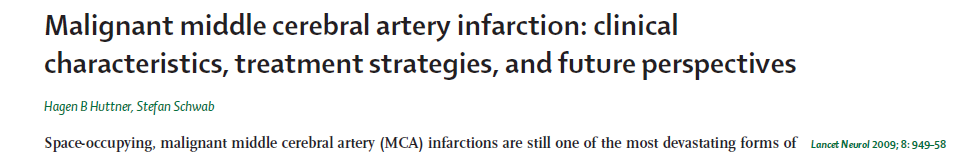 Malignant middle cerebral artery infarction: clinical
characteristics, treatment strategies, and future perspectives
Hagen B Huttner, Stefan Schwab
Space-occupying, malignant middle cerebral artery (MCA) infarctions are still one of the most devastating forms of
Lancet Neurol 2009; 8: 949–58